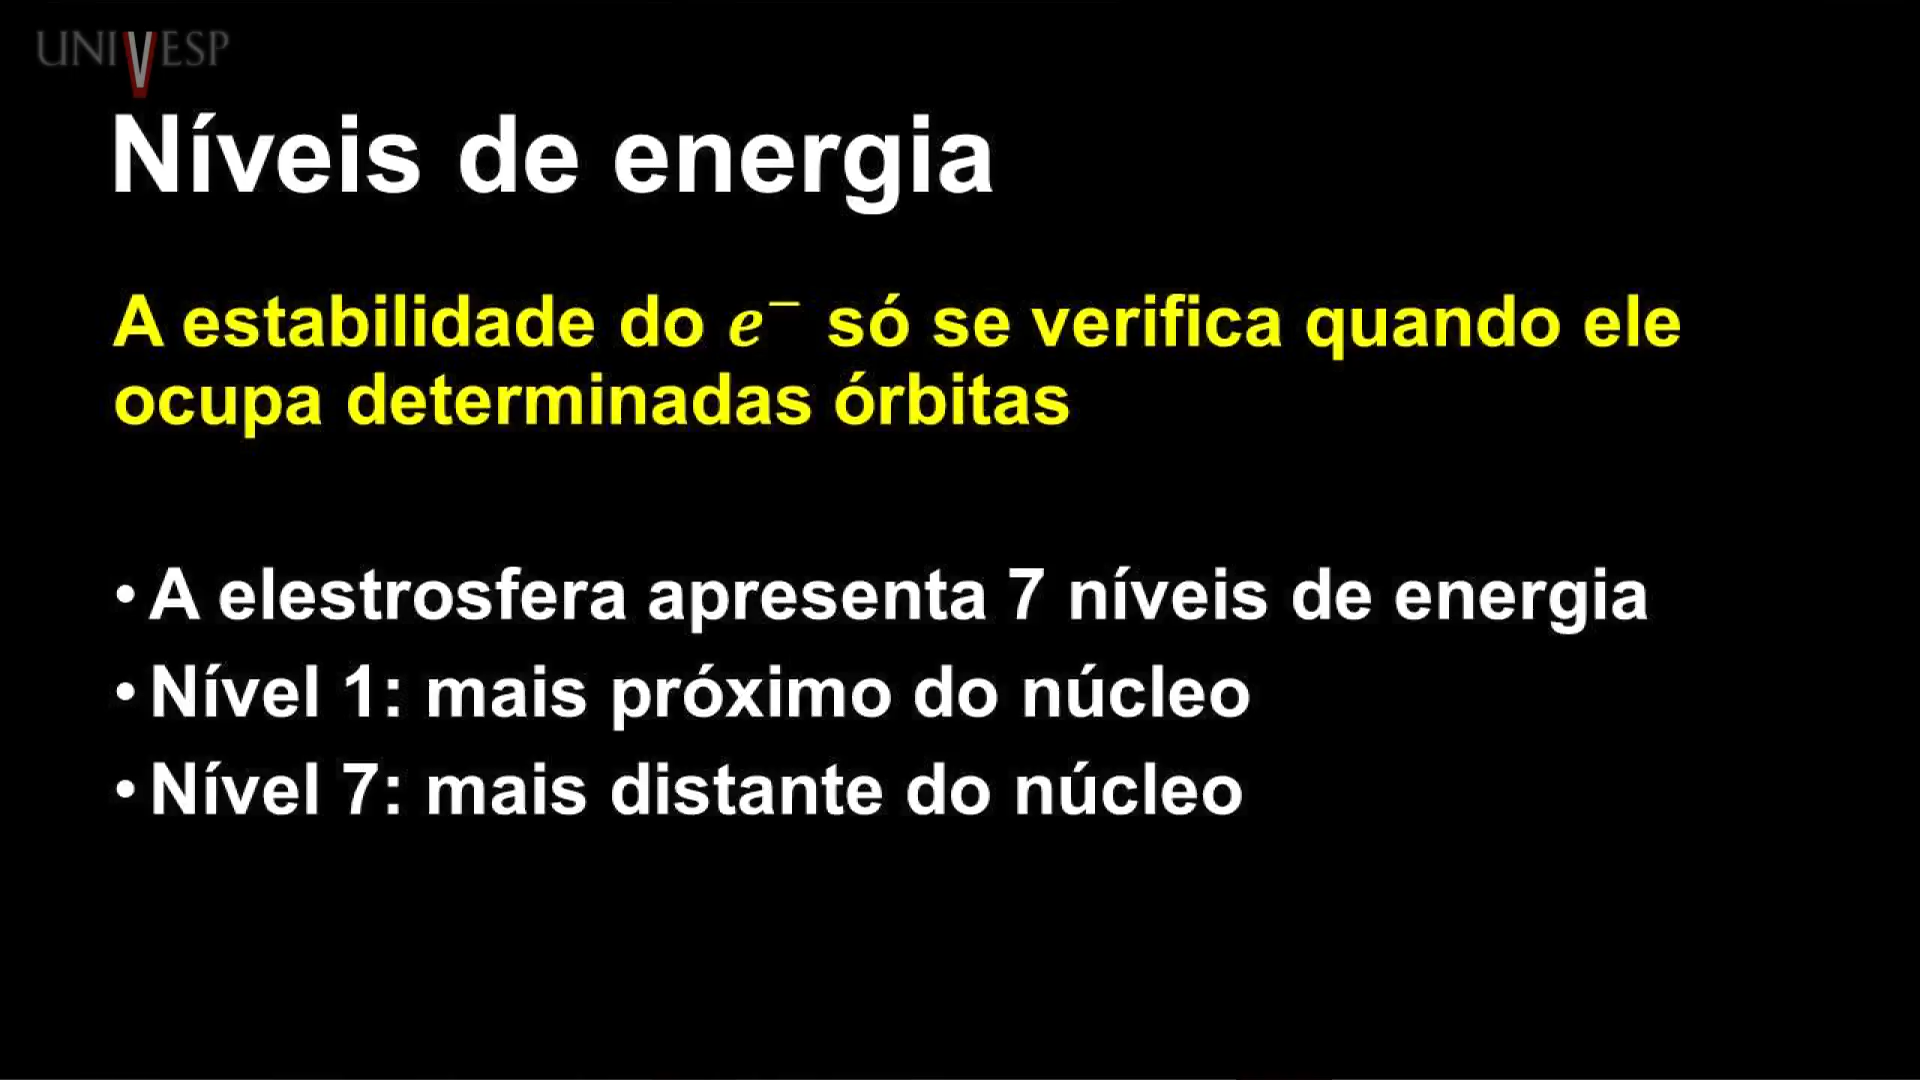 UNIVESP
Níveis de energia
A estabilidade do e⁻ só se verifica quando ele
ocupa determinadas órbitas
• A elestrosfera apresenta 7 níveis de energia
• Nível 1: mais próximo do núcleo
• Nível 7: mais distante do núcleo